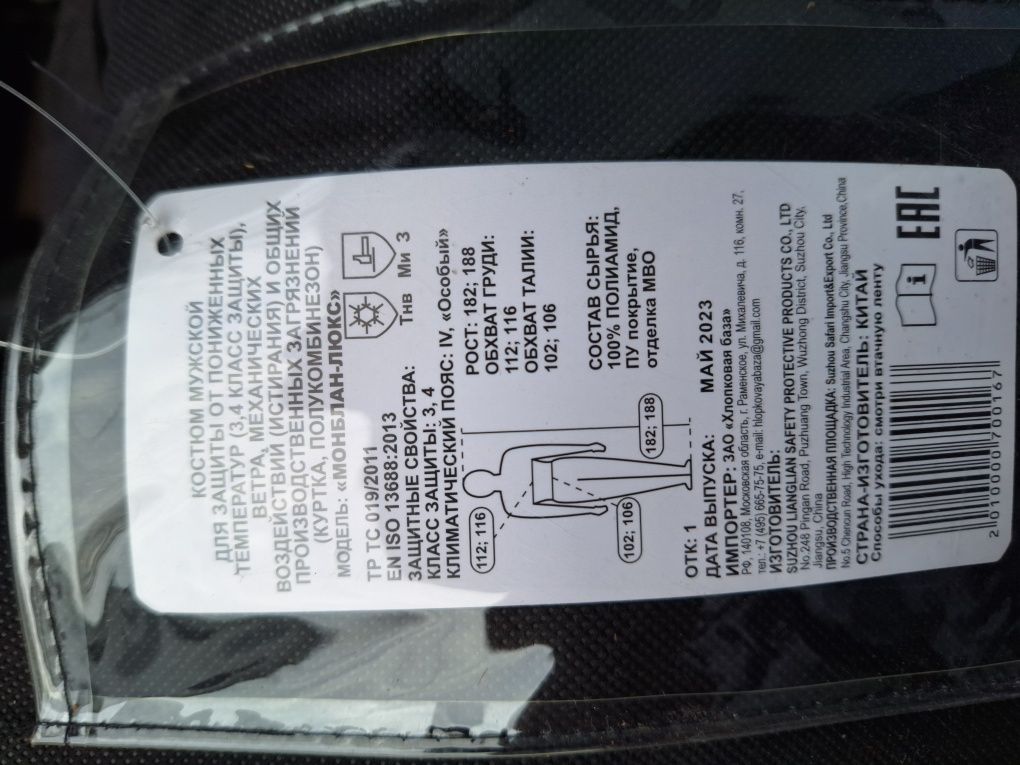 КОСТЮМ МУЖСКОЙ
ДЛЯ ЗАЩИТЫ ОТ ПОНИЖЕННЫХ
ТЕМПЕРАТУР (3,4 КЛАСС ЗАЩИТЫ),
ВЕТРА, МЕХАНИЧЕСКИХ
ВОЗДЕЙСТВИЙ (ИСТИРАНИЯ) И ОБЩИХ
ПРОИЗВОДСТВЕННЫХ ЗАГРЯЗНЕНИЙ
(КУРТКА, ПОЛУКОМБИНЕЗОН)
МОДЕЛЬ: «МОНБЛАН-ЛЮКС»
Тнв Ми 3
ТР ТС 019/2011
EN ISO 13688:2013
ЗАЩИТНЫЕ СВОЙСТВА:
КЛАСС ЗАЩИТЫ: 3, 4
КЛИМАТИЧЕСКИЙ ПОЯС: IV, «Особый»
112; 116
102; 106
182; 188
РОСТ: 182; 188
ОБХВАТ ГРУДИ:
112; 116
ОБХВАТ ТАЛИИ:
102; 106
СОСТАВ СЫРЬЯ:
100% ПОЛИАМИД,
ПУ ПОКРЫТИЕ,
отделка МВО
ОТК: 1
ДАТА ВЫПУСКА: МАЙ 2023
ИМПОРТЕР: ЗАО «Хлопковая база»
РФ, 140108, Московская область, г. Раменское, ул. Михалевича, д. 116, комн. 27,
тел.: +7 (495) 665-75-75, e-mail: hlopkovayabaza@gmail.com
ИЗГОТОВИТЕЛЬ:
SUZHOU LIANGLIAN SAFETY PROTECTIVE PRODUCTS CO., LTD
No.248 Pingan Road, Puzhuang Town, Wuzhong District, Suzhou City,
Jiangsu, China
ПРОИЗВОДСТВЕННАЯ ПЛОЩАДКА: Suzhou Safari Import&Export Co., Ltd
No.5 Chencun Road, High Technology Industrial Area, Changshu City, Jiangsu Province,China
СТРАНА-ИЗГОТОВИТЕЛЬ: КИТАЙ
Способы ухода: смотри втачную ленту
2 010000 700167
EAC